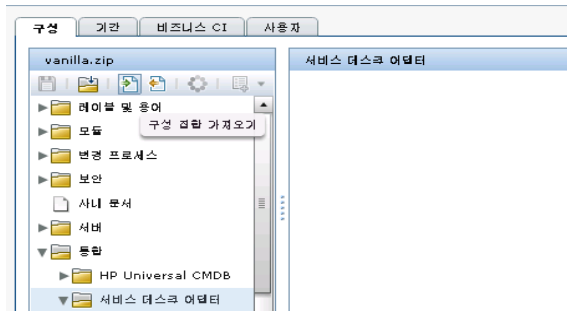 구성 기간 비즈니스 CI 사용자
vanilla.zip
서비스 데스크 어댑터
레이블 및 용어
구성 집합 가져오기
모듈
변경 프로세스
보안
사내 문서
서버
통합
HP Universal CMDB
서비스 데스크 어댑터